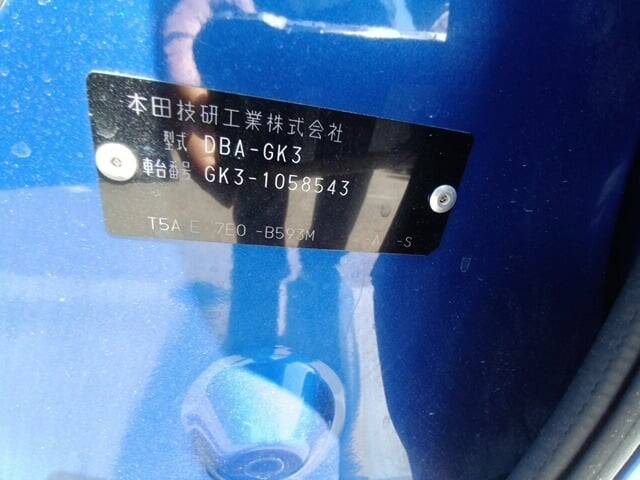 本田技研工業株式会社
型式 DBA-GK3
車台番号 GK3-1058543
T5A E 7E0 -B593M -A -S